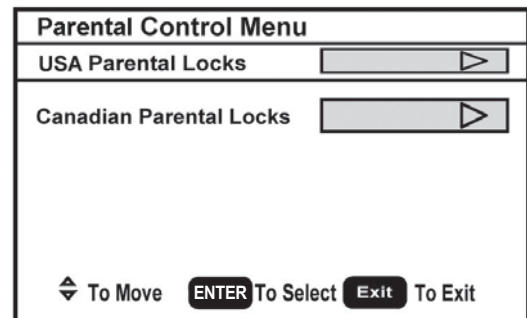 Parental Control Menu
USA Parental Locks
Canadian Parental Locks
To Move ENTER To Select Exit To Exit